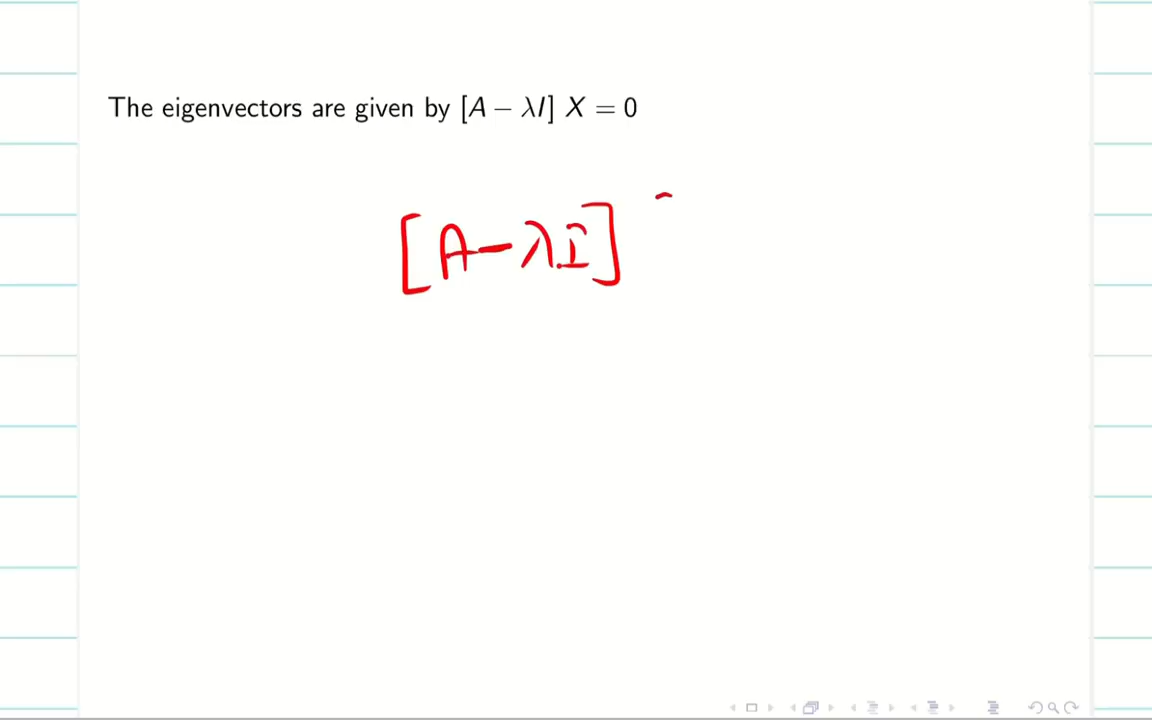 The eigenvectors are given by [A − λI] X = 0
[A − λI]